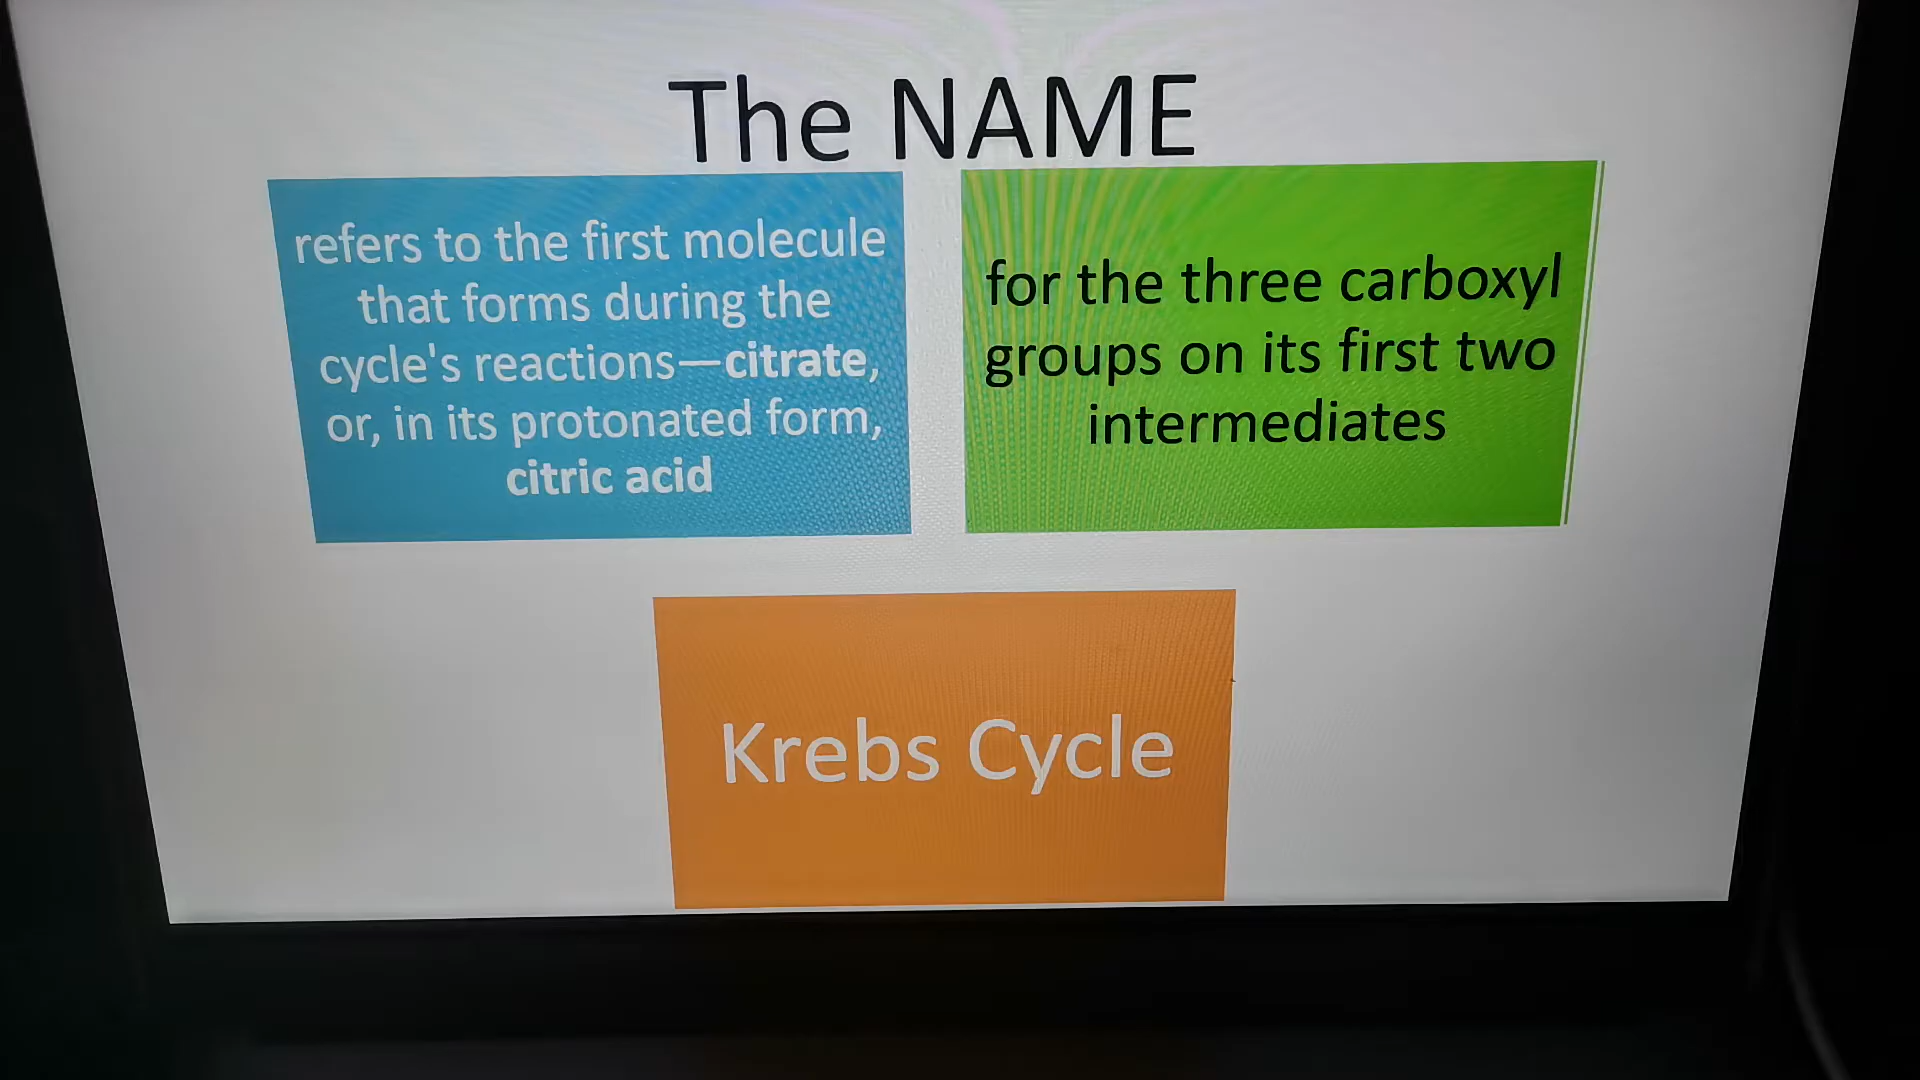 The NAME
refers to the first molecule
that forms during the
cycle's reactions—citrate,
or, in its protonated form,
citric acid
for the three carboxyl
groups on its first two
intermediates
Krebs Cycle